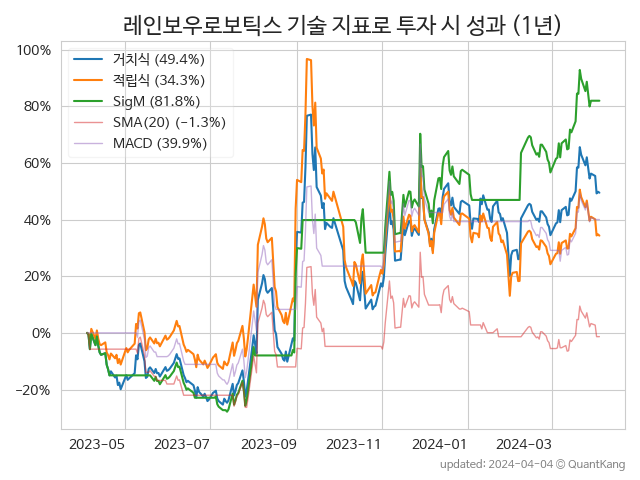 레인보우로보틱스 기술 지표로 투자 시 성과 (1년)
100%
80%
60%
40%
20%
0%
−20%
거치식 (49.4%)
적립식 (34.3%)
SigM (81.8%)
SMA(20) (−1.3%)
MACD (39.9%)
2023−05
2023−07
2023−09
2023−11
2024−01
2024−03
updated: 2024-04-04 © QuantKang